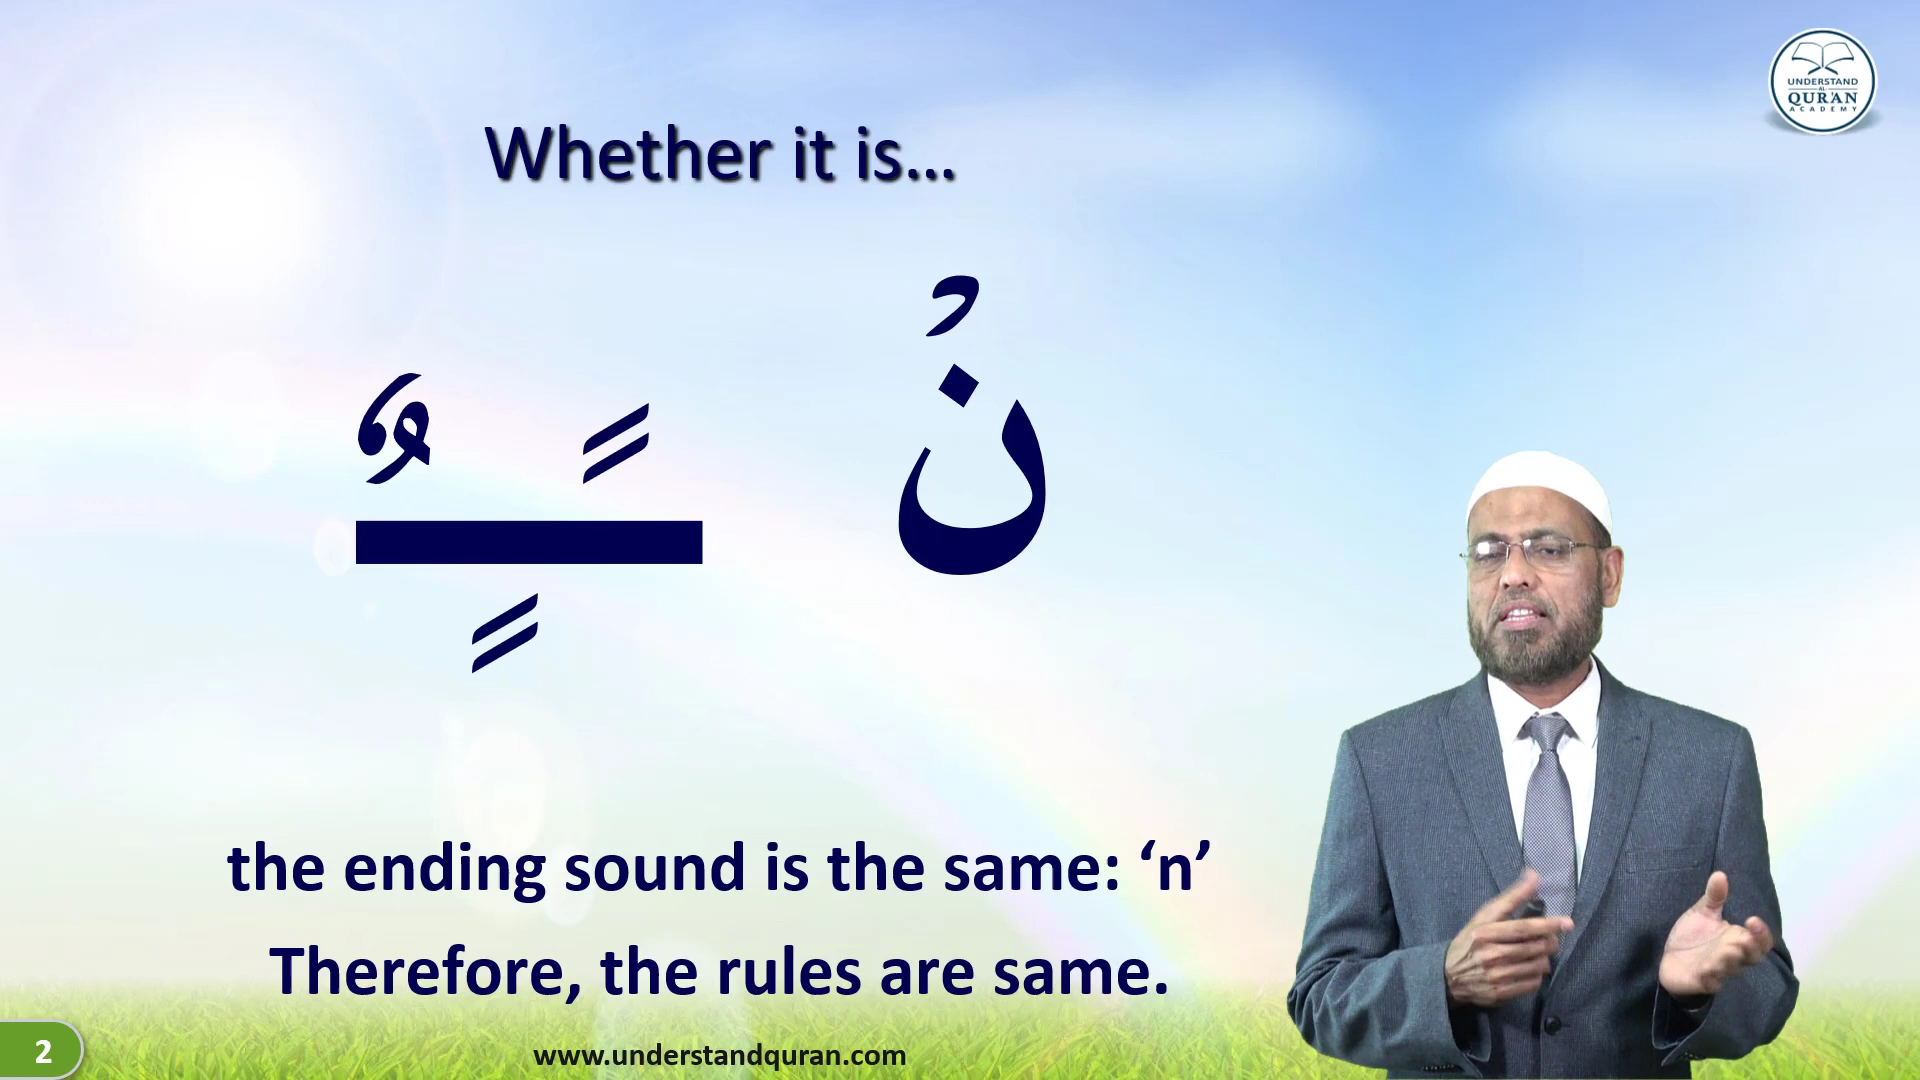 UNDERSTAND
AL-
QUR'AN
ACADEMY
Whether it is...
نْ ـًـٍـٌ
the ending sound is the same: ‘n’
Therefore, the rules are same.
2
www.understandquran.com